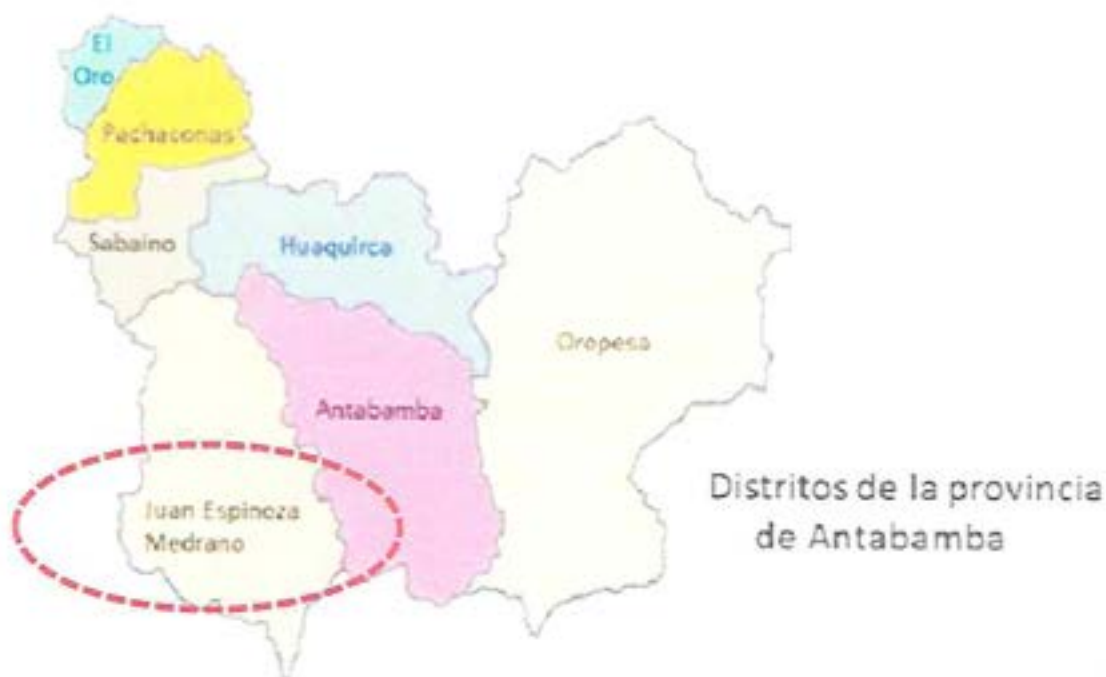 El
Oro
Pachaconas
Sabaino
Huaquirca
Oropesa
Antabamba
Juan Espinoza
Medrano
Distritos de la provincia
de Antabamba